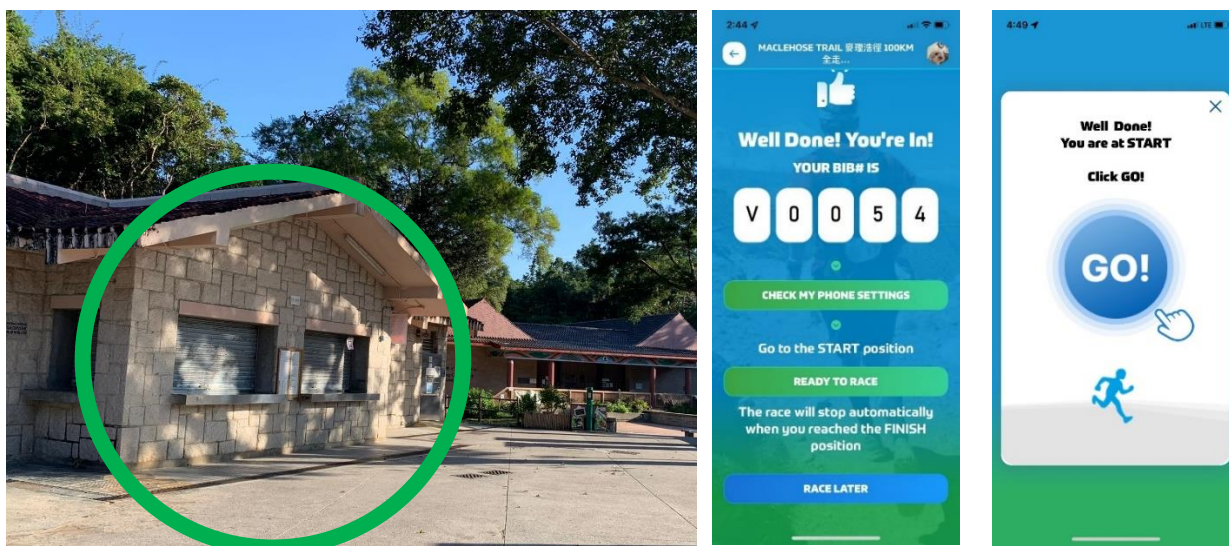 2:44
MACLEHOSE TRAIL 麥理浩徑 100KM
全走...
Well Done! You're In!
YOUR BIB# IS
V 0 0 5 4
CHECK MY PHONE SETTINGS
Go to the START position
READY TO RACE
The race will stop automatically
when you reached the FINISH
position
RACE LATER
4:49
LTE
Well Done!
You are at START
Click GO!
GO!